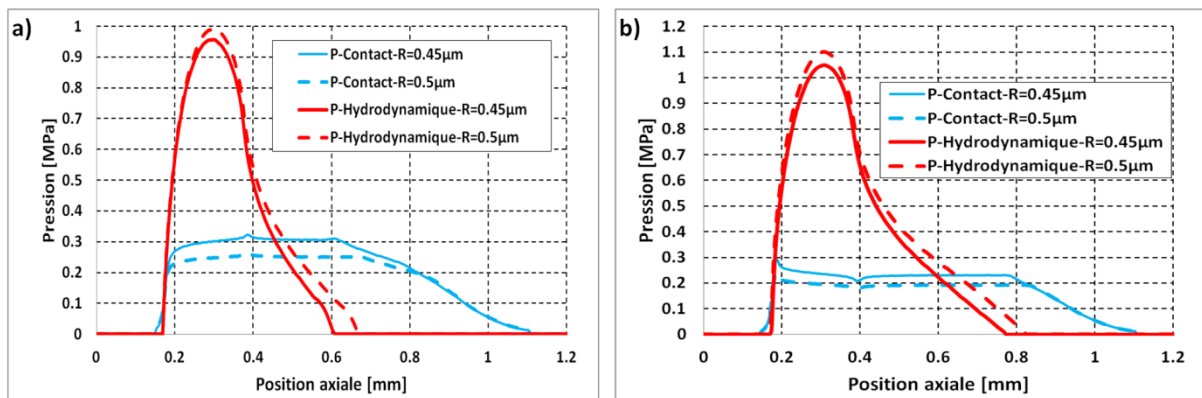 a)
Pression [MPa]
1
0.9
0.8
0.7
0.6
0.5
0.4
0.3
0.2
0.1
0
P-Contact-R=0.45µm
P-Contact-R=0.5µm
P-Hydrodynamique-R=0.45µm
P-Hydrodynamique-R=0.5µm
0 0.2 0.4 0.6 0.8 1 1.2
Position axiale [mm]
b)
Pression [MPa]
1.2
1.1
1
0.9
0.8
0.7
0.6
0.5
0.4
0.3
0.2
0.1
0
P-Contact-R=0.45µm
P-Contact-R=0.5µm
P-Hydrodynamique-R=0.45µm
P-Hydrodynamique-R=0.5µm
0 0.2 0.4 0.6 0.8 1 1.2
Position axiale [mm]